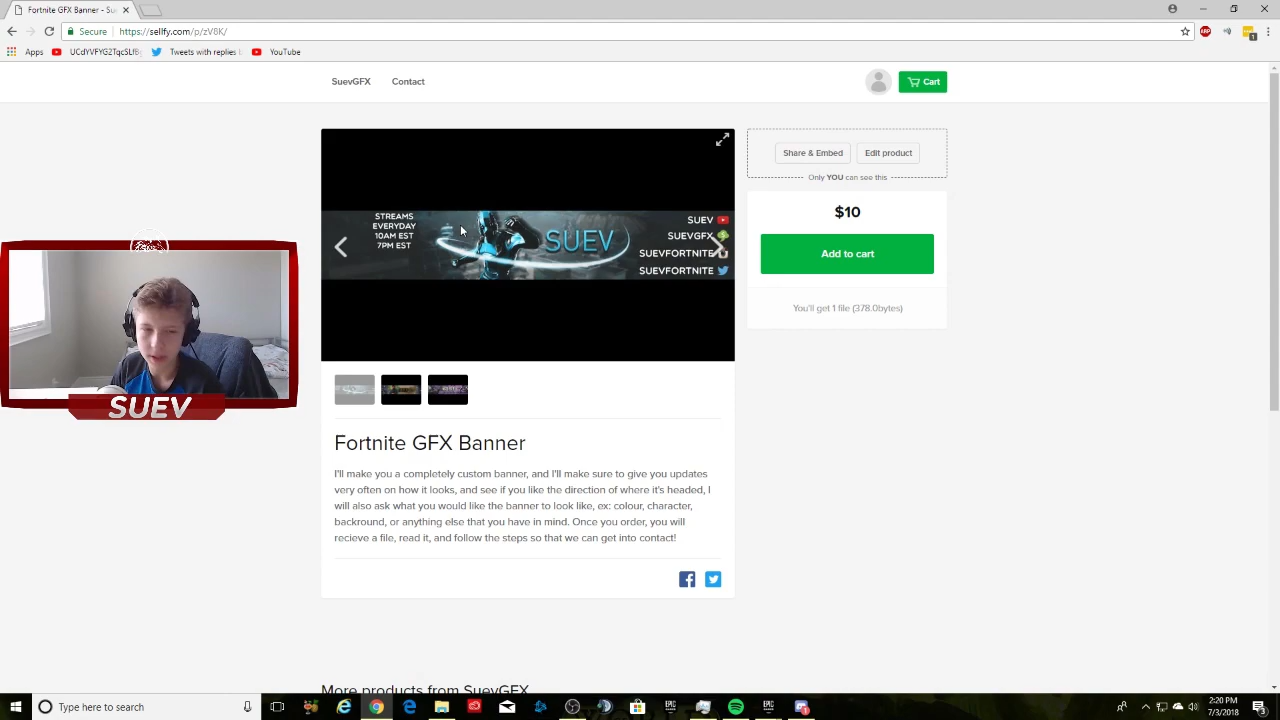 Fortnite GFX Banner - Su
Secure
https://sellfy.com/p/zV8K/
Apps
UCdYVFYG2TqcSLfBg
Tweets with replies b
YouTube
SuevGFX
Contact
Cart
STREAMS
EVERYDAY
10AM EST
7PM EST
SUEV
SUEV
SUEVGFX
SUEVFORTNITE
SUEVFORTNITE
Share & Embed
Edit product
Only YOU can see this
$10
Add to cart
You'll get 1 file (378.0bytes)
SUEV
Fortnite GFX Banner
I'll make you a completely custom banner, and I'll make sure to give you updates
very often on how it looks, and see if you like the direction of where it's headed, I
will also ask what you would like the banner to look like, ex: colour, character,
backround, or anything else that you have in mind. Once you order, you will
recieve a file, read it, and follow the steps so that we can get into contact!
More products from SuevGFX
Type here to search
2:20 PM
7/3/2018